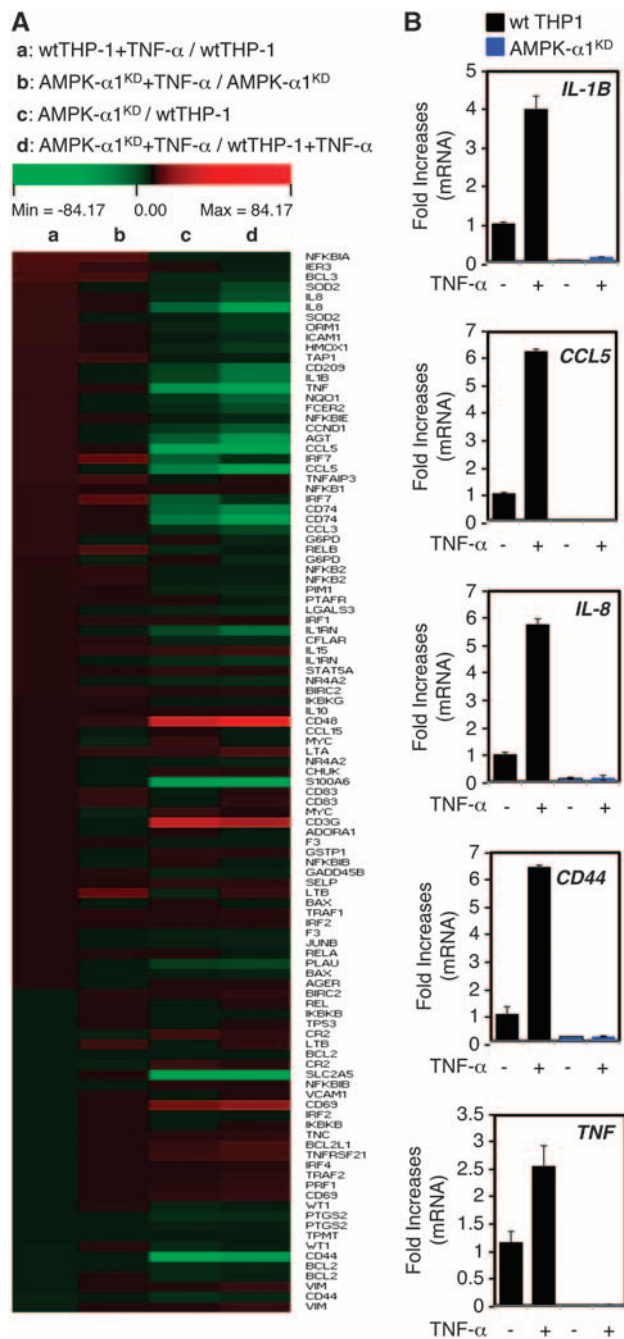 A
a: wtTHP-1+TNF-α / wtTHP-1
b: AMPK-α1KD+TNF-α / AMPK-α1KD
c: AMPK-α1KD / wtTHP-1
d: AMPK-α1KD+TNF-α / wtTHP-1+TNF-α
Min = -84.17 0.00 Max = 84.17
a b c d
NFKBIA
IER3
BCL3
SOD2
IL8
IL8
SOD2
ORM1
ICAM1
HMOX1
TAP1
CD209
IL1B
TNF
NQO1
FCER2
NFKBIE
CCND1
AGT
CCL5
IRF7
CCL5
TNFAIP3
NFKB1
IRF7
CD74
CD74
CCL3
G6PD
RELB
G6PD
NFKB2
NFKB2
PIM1
PTAFR
LGALS3
IRF1
IL1RN
CFLAR
IL15
IL1RN
STAT5A
NR4A2
BIRC2
IKBKG
IL10
CD48
CCL15
MYC
LTA
NR4A2
CHUK
S100A6
CD83
CD83
MYC
CD3G
ADORA1
F3
GSTP1
NFKBIB
GADD45B
SELP
LTB
BAX
TRAF1
IRF2
F3
JUNB
RELA
PLAU
BAX
AGER
BIRC2
REL
IKBKB
TP53
CR2
LTB
BCL2
CR2
SLC2A5
NFKBIB
VCAM1
CD69
IRF2
IKBKB
TNC
BCL2L1
TNFRSF21
IRF4
TRAF2
PRF1
CD69
WT1
PTGS2
PTGS2
TPMT
WT1
CD44
BCL2
BCL2
VIM
CD44
VIM
B
wt THP1
AMPK-α1KD
IL-1B
Fold Increases
(mRNA)
5
4
3
2
1
0
TNF-α - + - +
CCL5
Fold Increases
(mRNA)
7
6
5
4
3
2
1
0
TNF-α - + - +
IL-8
Fold Increases
(mRNA)
7
6
5
4
3
2
1
0
TNF-α - + - +
CD44
Fold Increases
(mRNA)
7
6
5
4
3
2
1
0
TNF-α - + - +
TNF
Fold Increases
(mRNA)
3.5
3
2.5
2
1.5
1
0.5
0
TNF-α - + - +